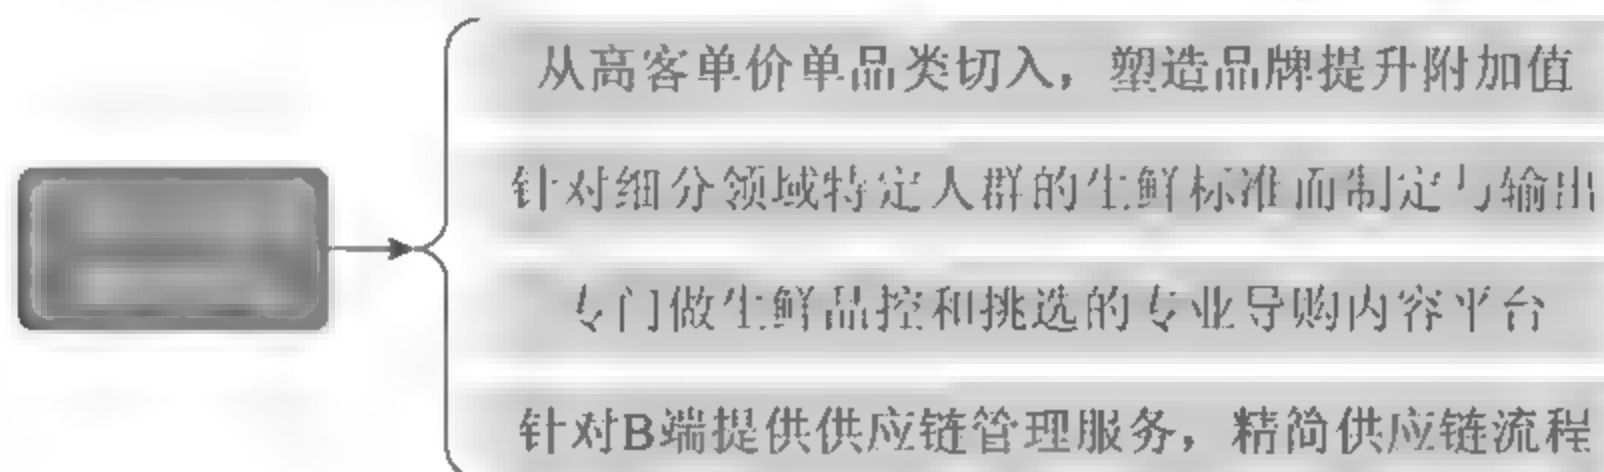 从高客单价单品类切入，塑造品牌提升附加值
针对细分领域特定人群的生鲜标准而制定与输出
专门做生鲜品控和挑选的专业导购内容平台
针对B端提供供应链管理服务，精简供应链流程